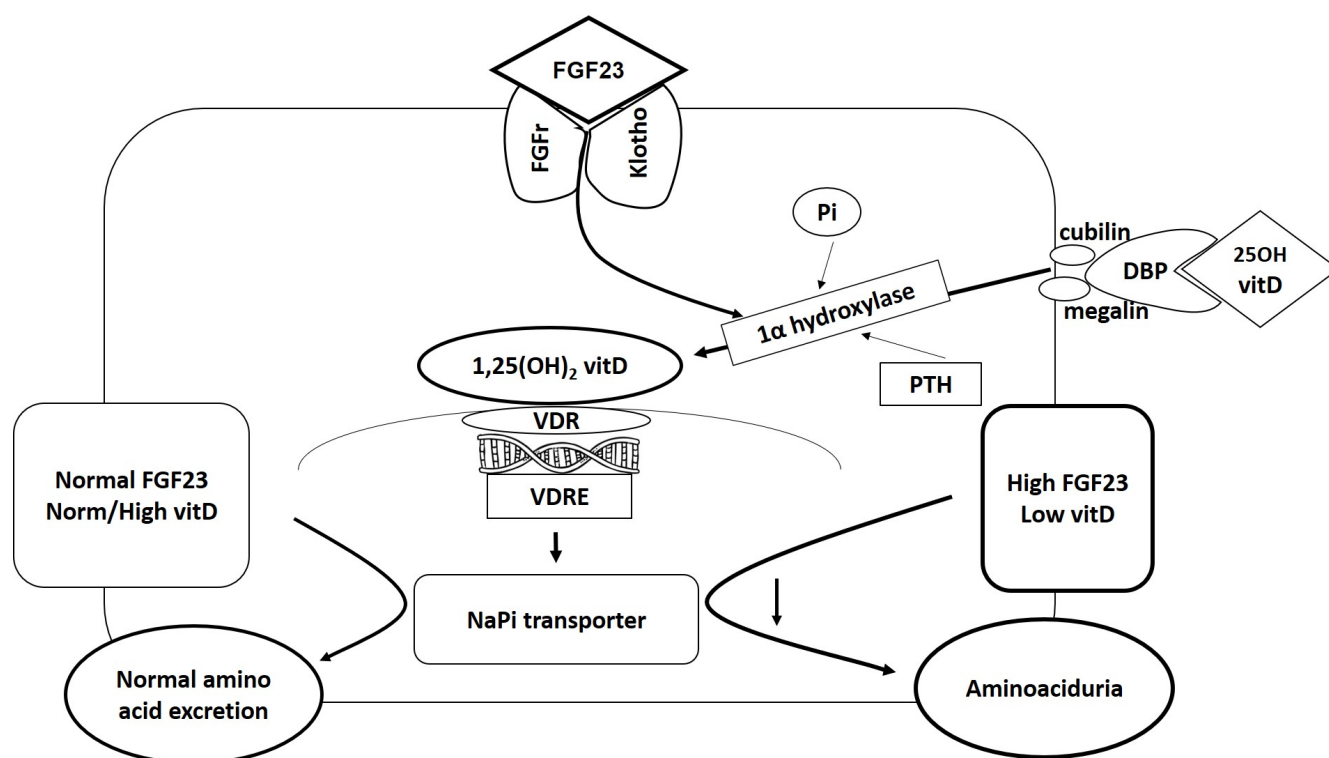 FGF23
FGFr
Klotho
Pi
cubilin
DBP
25OH
vitD
megalin
1α hydroxylase
PTH
1,25(OH)₂ vitD
VDR
VDRE
Normal FGF23
Norm/High vitD
High FGF23
Low vitD
NaPi transporter
Normal amino
acid excretion
Aminoaciduria